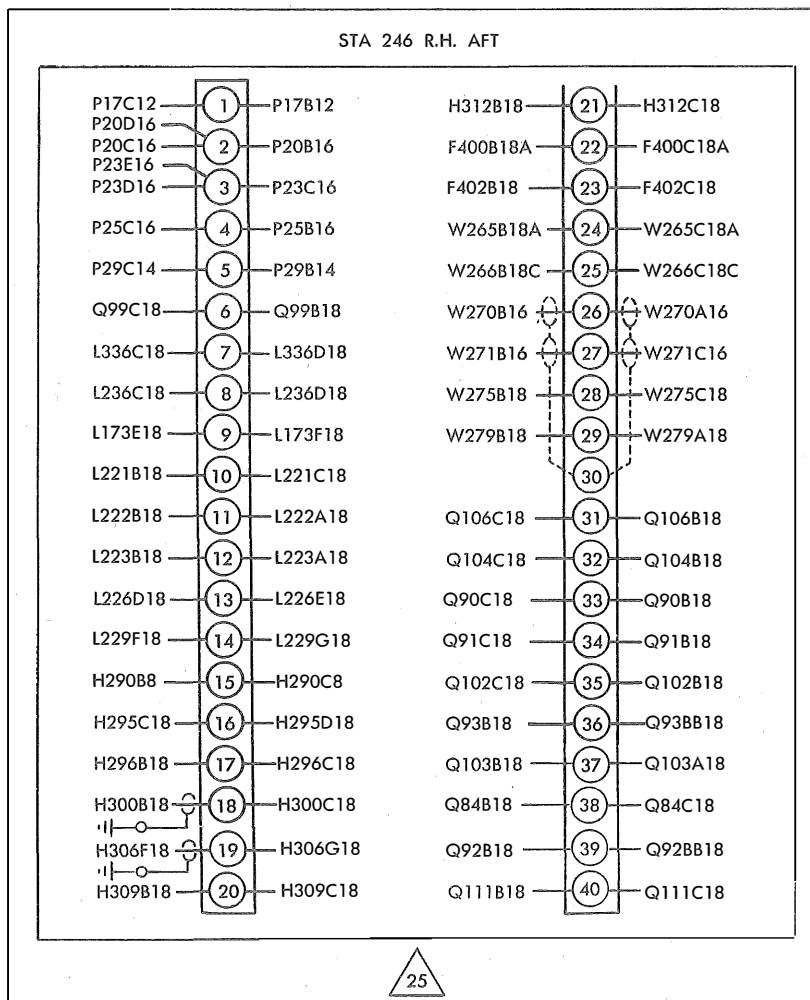 STA 246 R.H. AFT
P17C12 1 P17B12
P20D16
P20C16 2 P20B16
P23E16
P23D16 3 P23C16
P25C16 4 P25B16
P29C14 5 P29B14
Q99C18 6 Q99B18
L336C18 7 L336D18
L236C18 8 L236D18
L173E18 9 L173F18
L221B18 10 L221C18
L222B18 11 L222A18
L223B18 12 L223A18
L226D18 13 L226E18
L229F18 14 L229G18
H290B8 15 H290C8
H295C18 16 H295D18
H296B18 17 H296C18
H300B18 18 H300C18
H306F18 19 H306G18
H309B18 20 H309C18
H312B18 21 H312C18
F400B18A 22 F400C18A
F402B18 23 F402C18
W265B18A 24 W265C18A
W266B18C 25 W266C18C
W270B16 26 W270A16
W271B16 27 W271C16
W275B18 28 W275C18
W279B18 29 W279A18
30
Q106C18 31 Q106B18
Q104C18 32 Q104B18
Q90C18 33 Q90B18
Q91C18 34 Q91B18
Q102C18 35 Q102B18
Q93B18 36 Q93BB18
Q103B18 37 Q103A18
Q84B18 38 Q84C18
Q92B18 39 Q92BB18
Q111B18 40 Q111C18
25